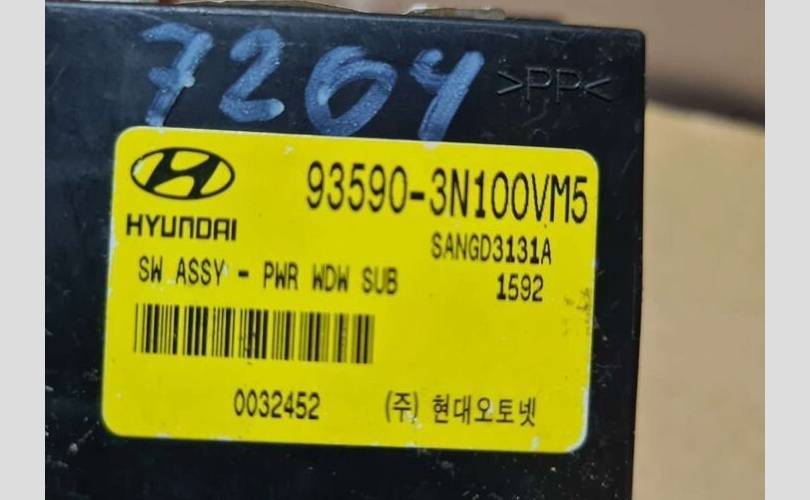 7204
>PP<
HYUNDAI
93590-3N100VM5
SANGD3131A
SW ASSY - PWR WDW SUB
1592
0032452
(주) 현대오토넷